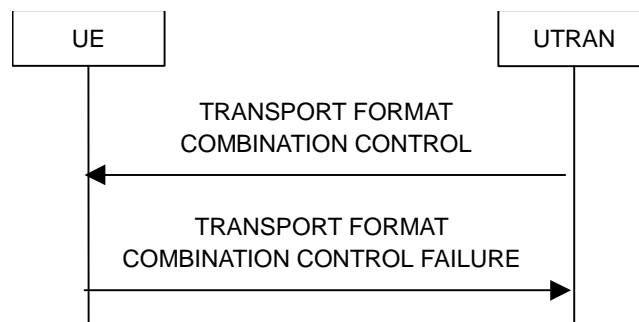 UE
UTRAN
TRANSPORT FORMAT
COMBINATION CONTROL
TRANSPORT FORMAT
COMBINATION CONTROL FAILURE